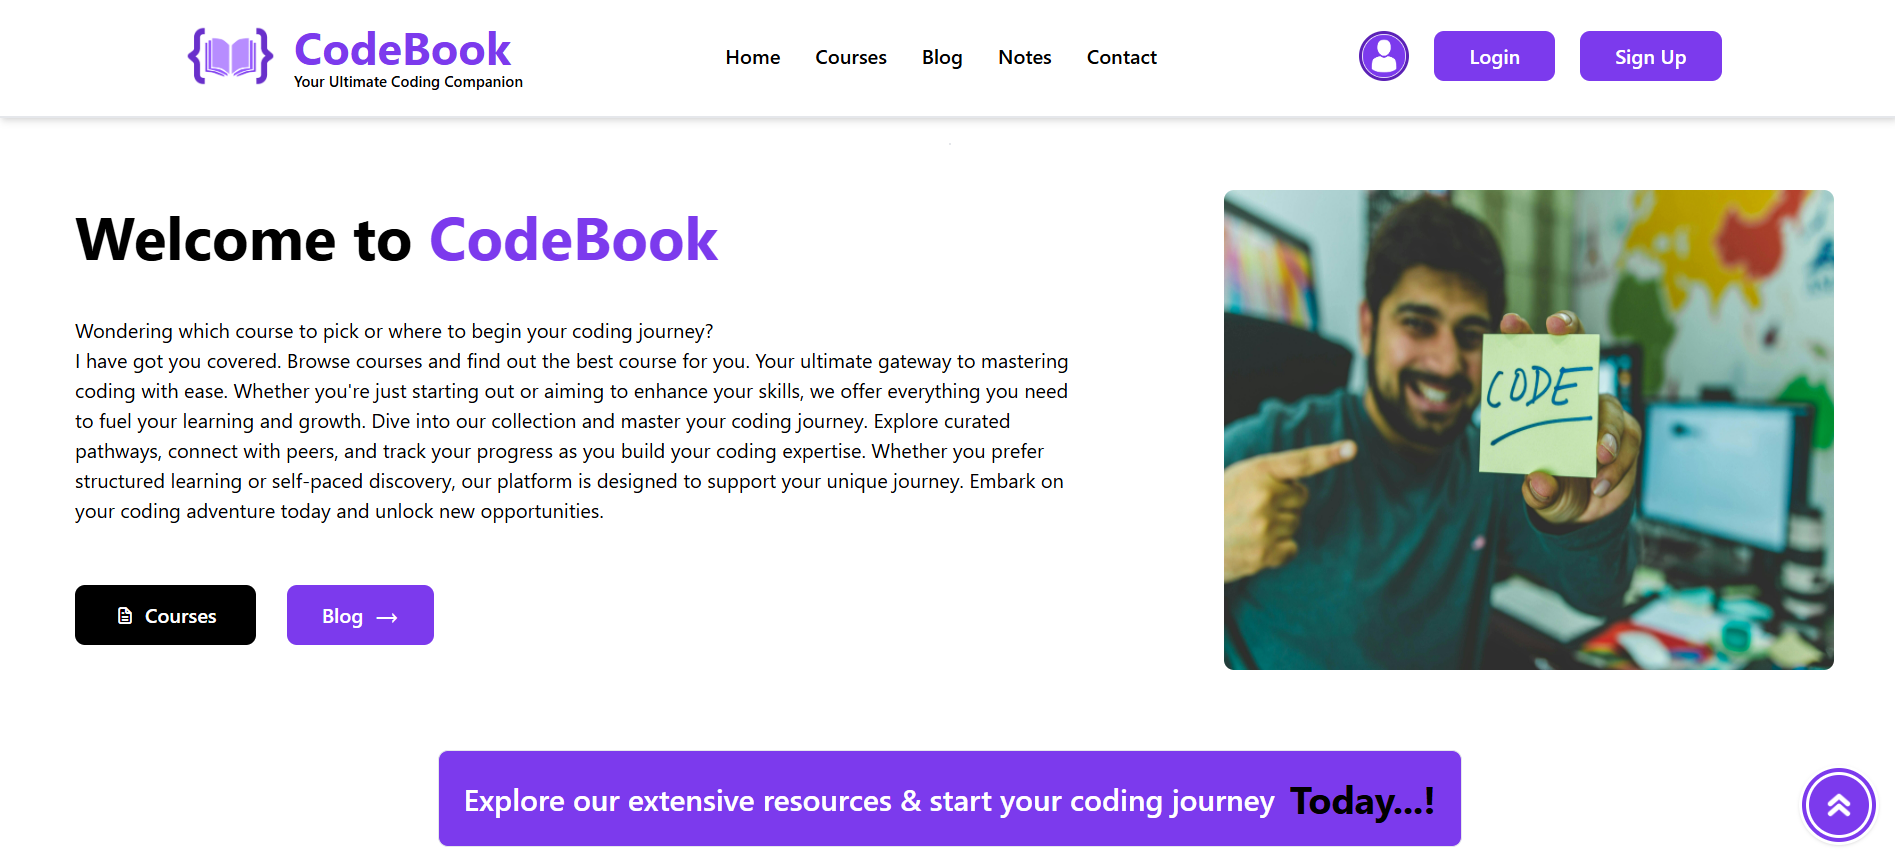 CodeBook
Your Ultimate Coding Companion
Home Courses Blog Notes Contact
Login Sign Up
Welcome to CodeBook
Wondering which course to pick or where to begin your coding journey?
I have got you covered. Browse courses and find out the best course for you. Your ultimate gateway to mastering
coding with ease. Whether you're just starting out or aiming to enhance your skills, we offer everything you need
to fuel your learning and growth. Dive into our collection and master your coding journey. Explore curated
pathways, connect with peers, and track your progress as you build your coding expertise. Whether you prefer
structured learning or self-paced discovery, our platform is designed to support your unique journey. Embark on
your coding adventure today and unlock new opportunities.
Courses Blog →
CODE
Explore our extensive resources & start your coding journey Today...!